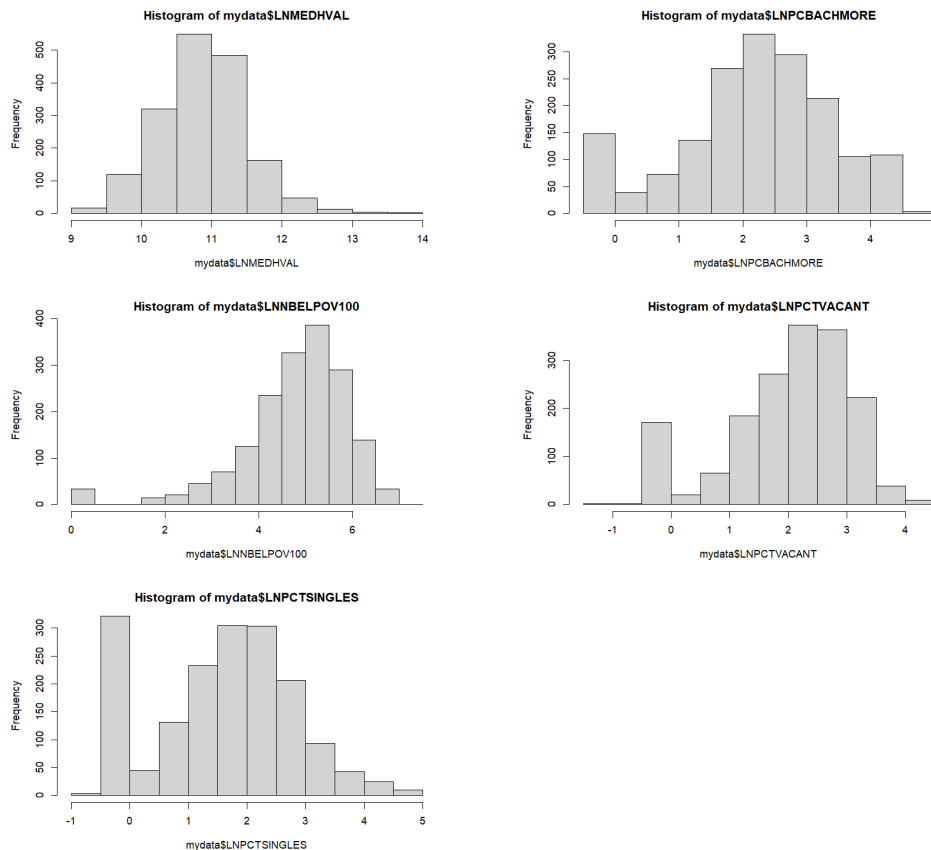 Histogram of mydata$LNMEDHVAL
Frequency
0 100 200 300 400 500
9 10 11 12 13 14
mydata$LNMEDHVAL
Histogram of mydata$LNPCBACHMORE
Frequency
0 50 100 150 200 250 300
0 1 2 3 4
mydata$LNPCBACHMORE
Histogram of mydata$LNNBELPOV100
Frequency
0 100 200 300 400
0 2 4 6
mydata$LNNBELPOV100
Histogram of mydata$LNPCTVACANT
Frequency
0 100 200 300
-1 0 1 2 3 4
mydata$LNPCTVACANT
Histogram of mydata$LNPCTSINGLES
Frequency
0 50 100 150 200 250 300
-1 0 1 2 3 4 5
mydata$LNPCTSINGLES